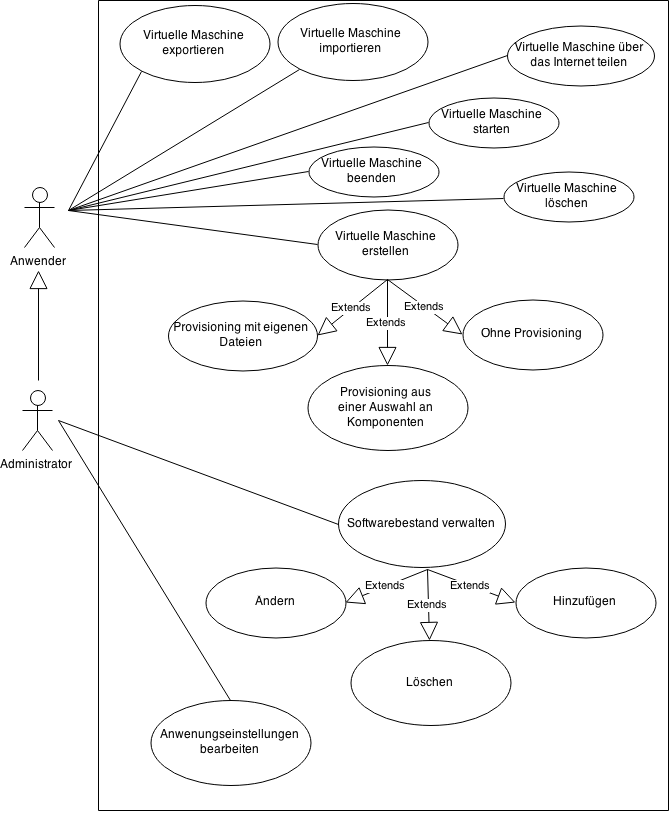 Virtuelle Maschine
exportieren
Virtuelle Maschine
importieren
Virtuelle Maschine über
das Internet teilen
Virtuelle Maschine
starten
Virtuelle Maschine
beenden
Virtuelle Maschine
löschen
Anwender
Virtuelle Maschine
erstellen
Extends
Extends
Extends
Provisioning mit eigenen
Dateien
Ohne Provisioning
Provisioning aus
einer Auswahl an
Komponenten
Administrator
Softwarebestand verwalten
Extends
Extends
Extends
Ändern
Hinzufügen
Löschen
Anwenungseinstellungen
bearbeiten